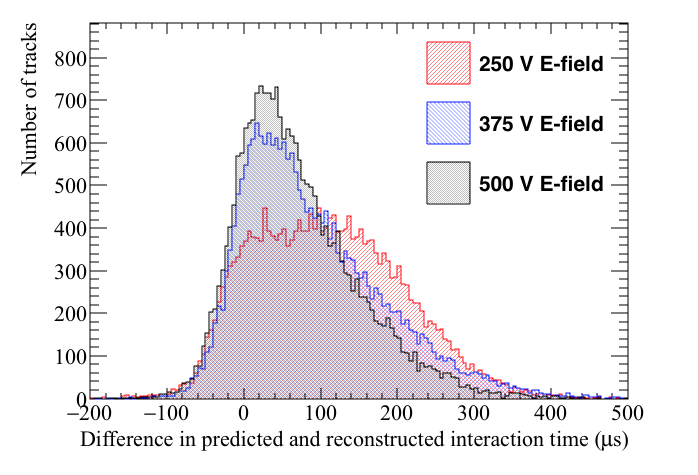 Number of tracks
800
700
600
500
400
300
200
100
0
−200 −100 0 100 200 300 400 500
Difference in predicted and reconstructed interaction time (μs)
250 V E-field
375 V E-field
500 V E-field